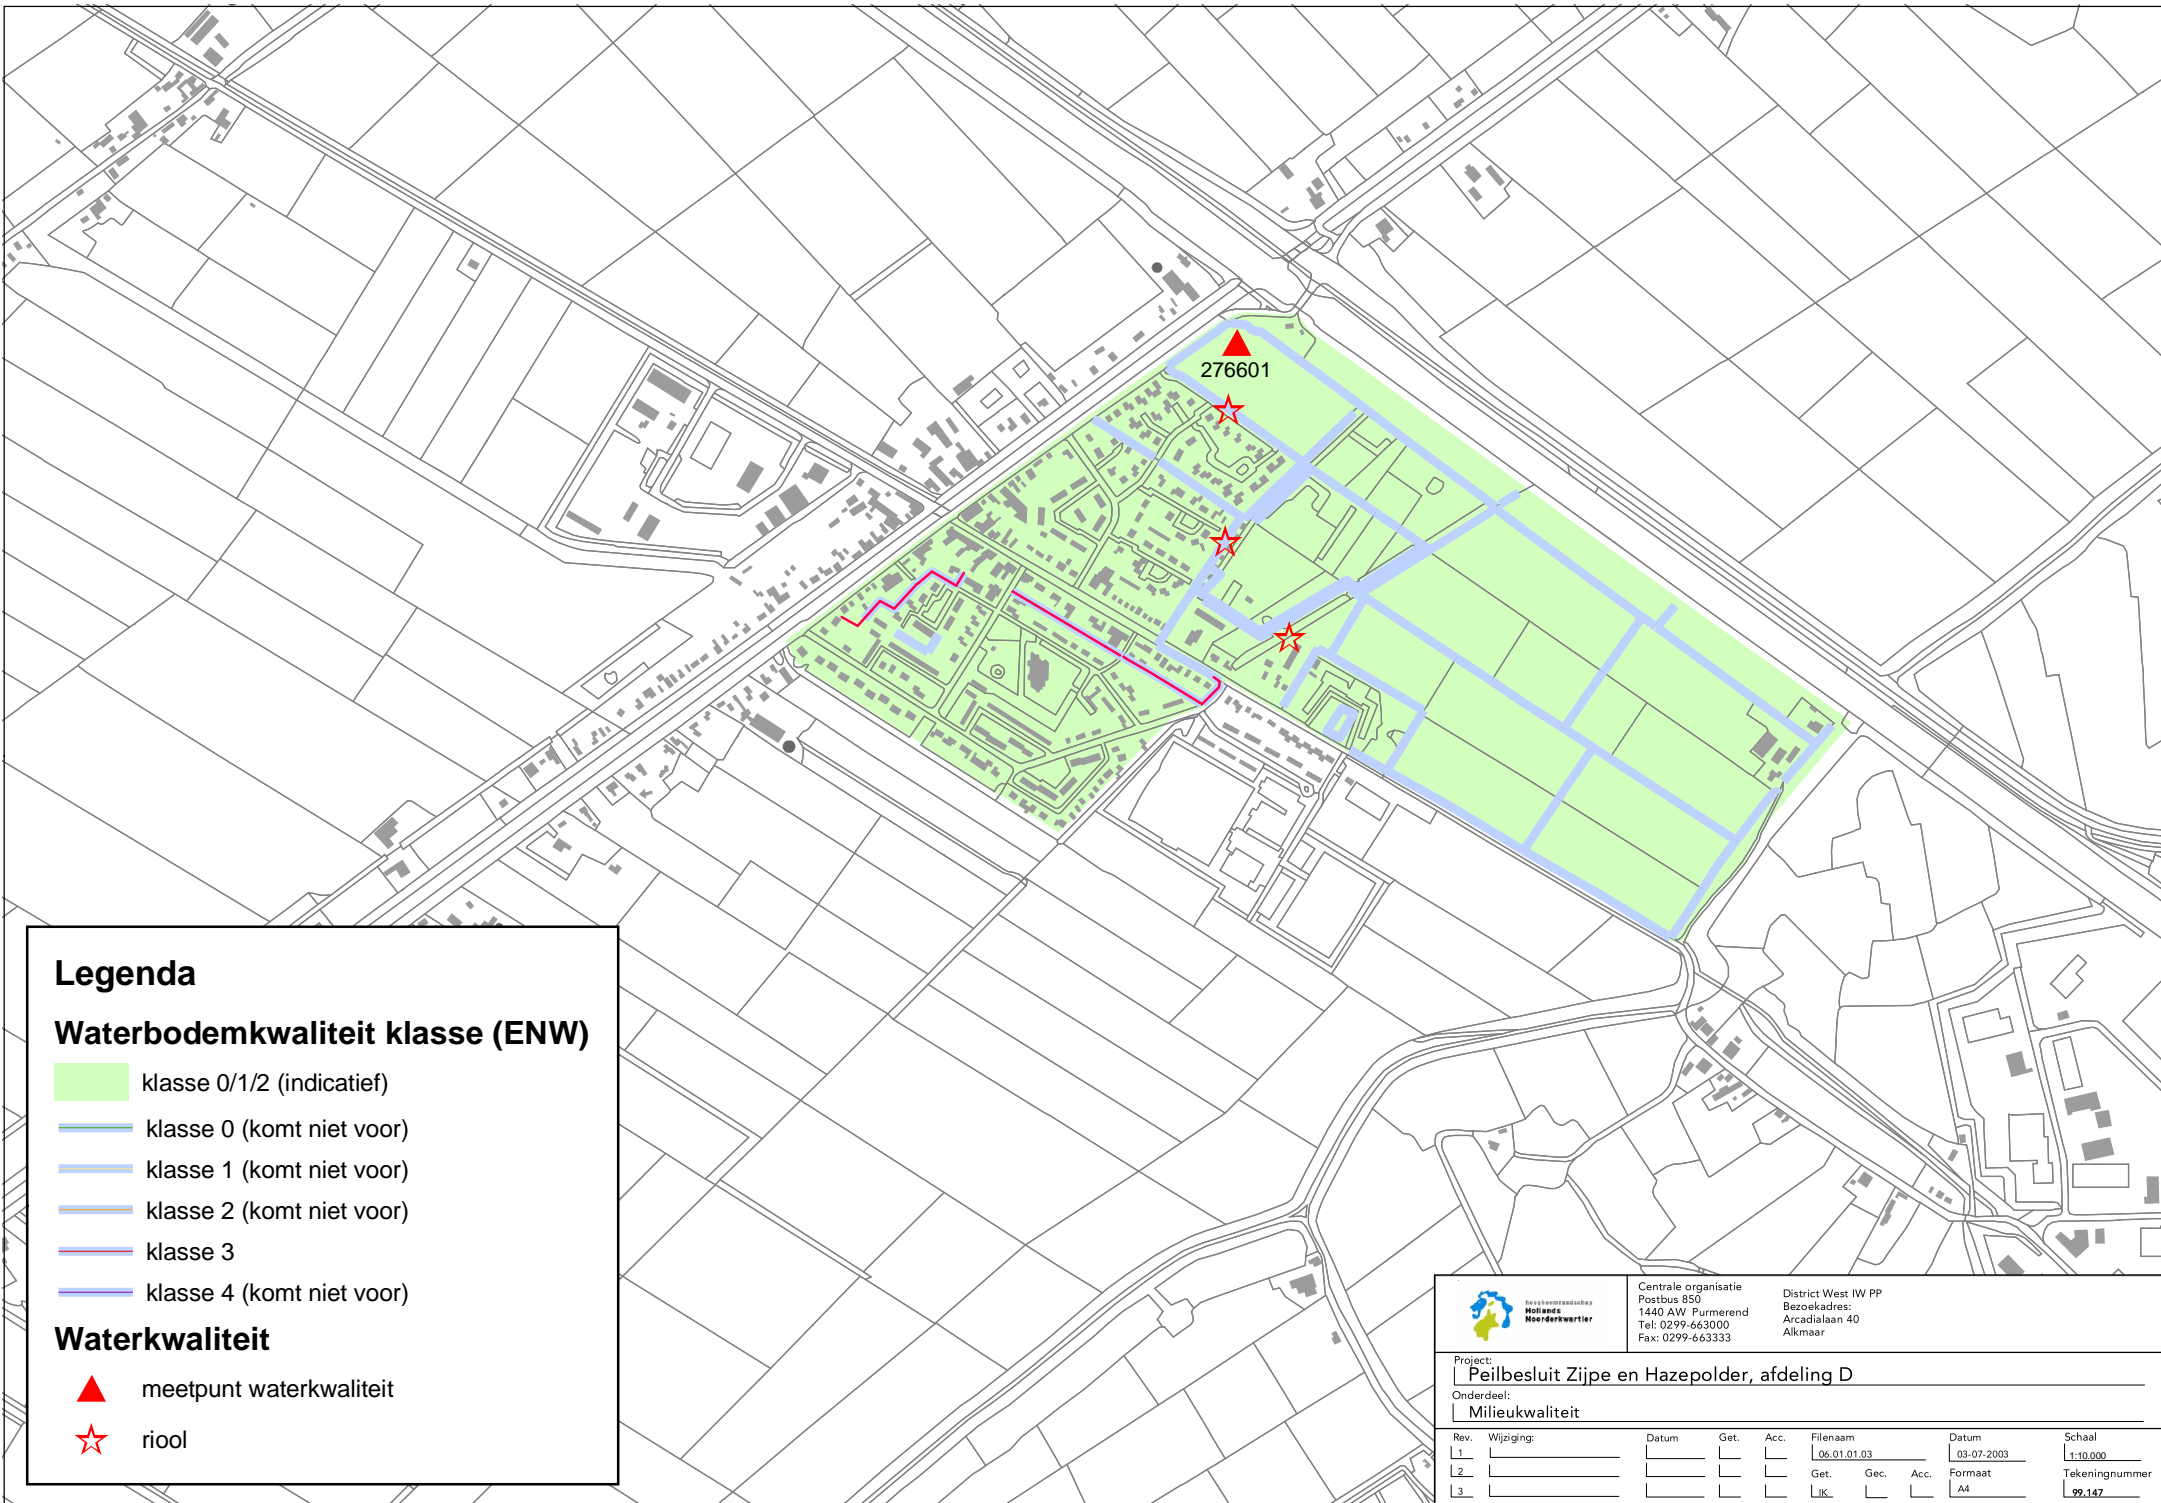 276601
Legenda
Waterbodemkwaliteit klasse (ENW)
klasse 0/1/2 (indicatief)
klasse 0 (komt niet voor)
klasse 1 (komt niet voor)
klasse 2 (komt niet voor)
klasse 3
klasse 4 (komt niet voor)
Waterkwaliteit
meetpunt waterkwaliteit
riool
hoogheemraadschap
Hollands
Noorderkwartier
Centrale organisatie
Postbus 850
1440 AW Purmerend
Tel: 0299-663000
Fax: 0299-663333
District West IW PP
Bezoekadres:
Arcadialaan 40
Alkmaar
Project:
Peilbesluit Zijpe en Hazepolder, afdeling D
Onderdeel:
Milieukwaliteit
Rev. Wijziging: Datum Get. Acc. Filenaam Datum Schaal
1 06.01.01.03 03-07-2003 1:10.000
2 Get. Gec. Acc. Formaat Tekeningnummer
3 IK A4 99.147